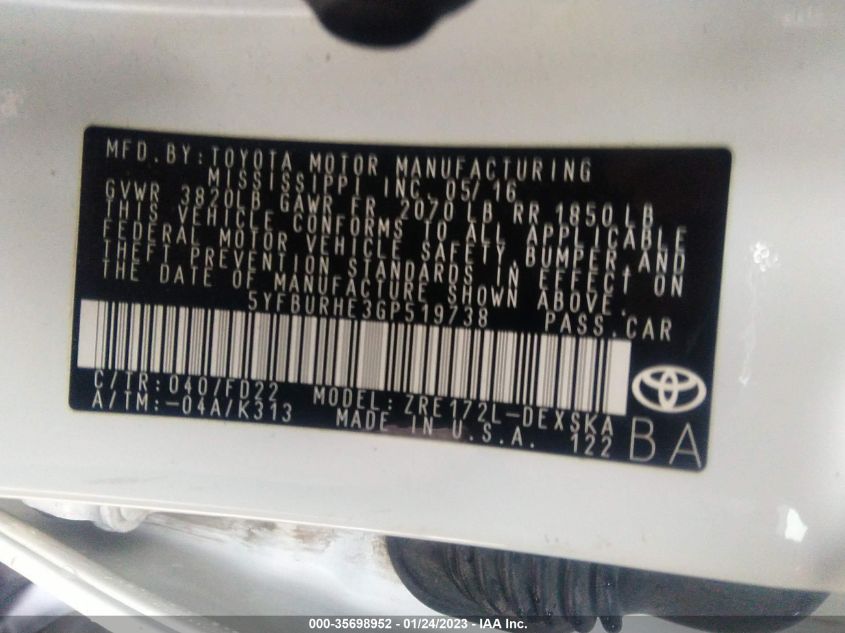 MFD. BY: TOYOTA MOTOR MANUFACTURING
MISSISSIPPI INC. 05/16
GVWR 3820LB GAWR FR 2070 LB RR 1850 LB
THIS VEHICLE CONFORMS TO ALL APPLICABLE
FEDERAL MOTOR VEHICLE SAFETY, BUMPER, AND
THEFT PREVENTION STANDARDS IN EFFECT ON
THE DATE OF MANUFACTURE SHOWN ABOVE.
5YFBURHE3GP519738 PASS. CAR
C/TR: 040/FD22 MODEL: ZRE172L-DEXSKA
A/TM:-04A/K313 MADE IN U.S.A. 122
BA
000-35698952 - 01/24/2023 - IAA Inc.